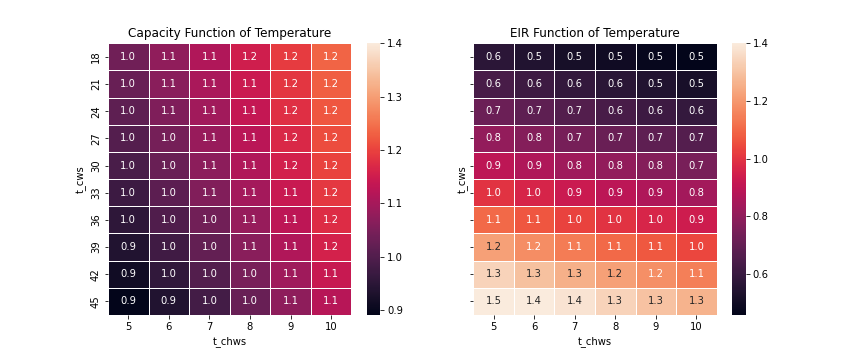 Capacity Function of Temperature
EIR Function of Temperature
t_cws
18 1.0 1.1 1.1 1.2 1.2 1.2
21 1.0 1.1 1.1 1.1 1.2 1.2
24 1.0 1.1 1.1 1.1 1.2 1.2
27 1.0 1.0 1.1 1.1 1.2 1.2
30 1.0 1.0 1.1 1.1 1.2 1.2
33 1.0 1.0 1.1 1.1 1.1 1.2
36 1.0 1.0 1.0 1.1 1.1 1.2
39 0.9 1.0 1.0 1.1 1.1 1.2
42 0.9 1.0 1.0 1.0 1.1 1.1
45 0.9 0.9 1.0 1.0 1.1 1.1
5 6 7 8 9 10
t_chws
1.4
1.3
1.2
1.1
1.0
0.9
t_cws
0.6 0.5 0.5 0.5 0.5 0.5
0.6 0.6 0.6 0.6 0.5 0.5
0.7 0.7 0.7 0.6 0.6 0.6
0.8 0.8 0.7 0.7 0.7 0.7
0.9 0.9 0.8 0.8 0.8 0.7
1.0 1.0 0.9 0.9 0.9 0.8
1.1 1.1 1.0 1.0 1.0 0.9
1.2 1.2 1.1 1.1 1.1 1.0
1.3 1.3 1.3 1.2 1.2 1.1
1.5 1.4 1.4 1.3 1.3 1.3
5 6 7 8 9 10
t_chws
1.4
1.2
1.0
0.8
0.6